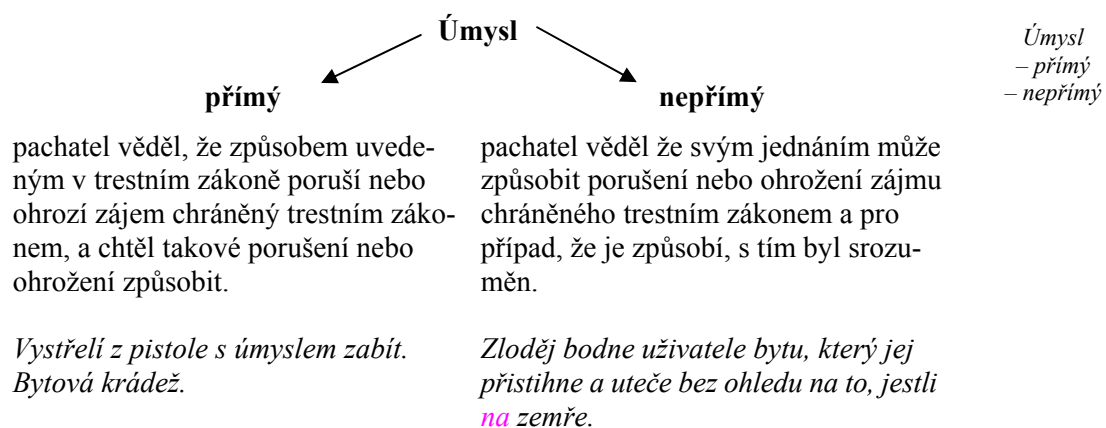 Úmysl
přímý
pachatel věděl, že způsobem uvede-
ným v trestním zákoně poruší nebo
ohrozí zájem chráněný trestním záko-
nem, a chtěl takové porušení nebo
ohrožení způsobit.
Vystřelí z pistole s úmyslem zabít.
Bytová krádež.
nepřímý
pachatel věděl že svým jednáním může
způsobit porušení nebo ohrožení zájmu
chráněného trestním zákonem a pro
případ, že je způsobí, s tím byl srozu-
měn.
Zloděj bodne uživatele bytu, který jej
přistihne a uteče bez ohledu na to, jestli
na zemře.
Úmysl
– přímý
– nepřímý